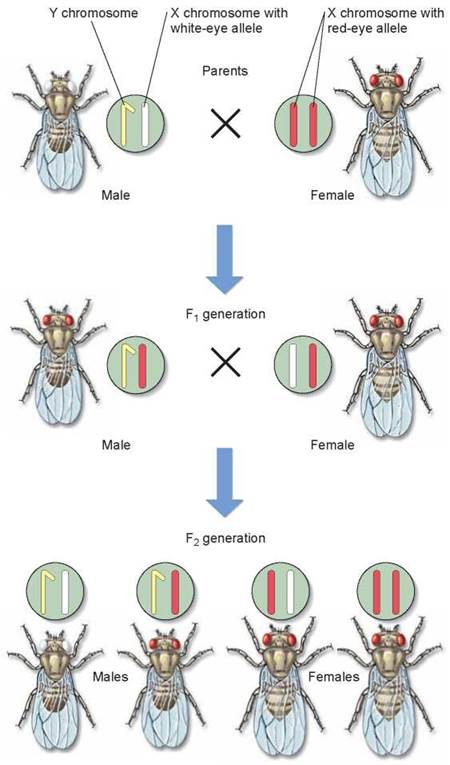 Y chromosome
X chromosome with
white-eye allele
X chromosome with
red-eye allele
Parents
Male
Female
F₁ generation
Male
Female
F₂ generation
Males
Females